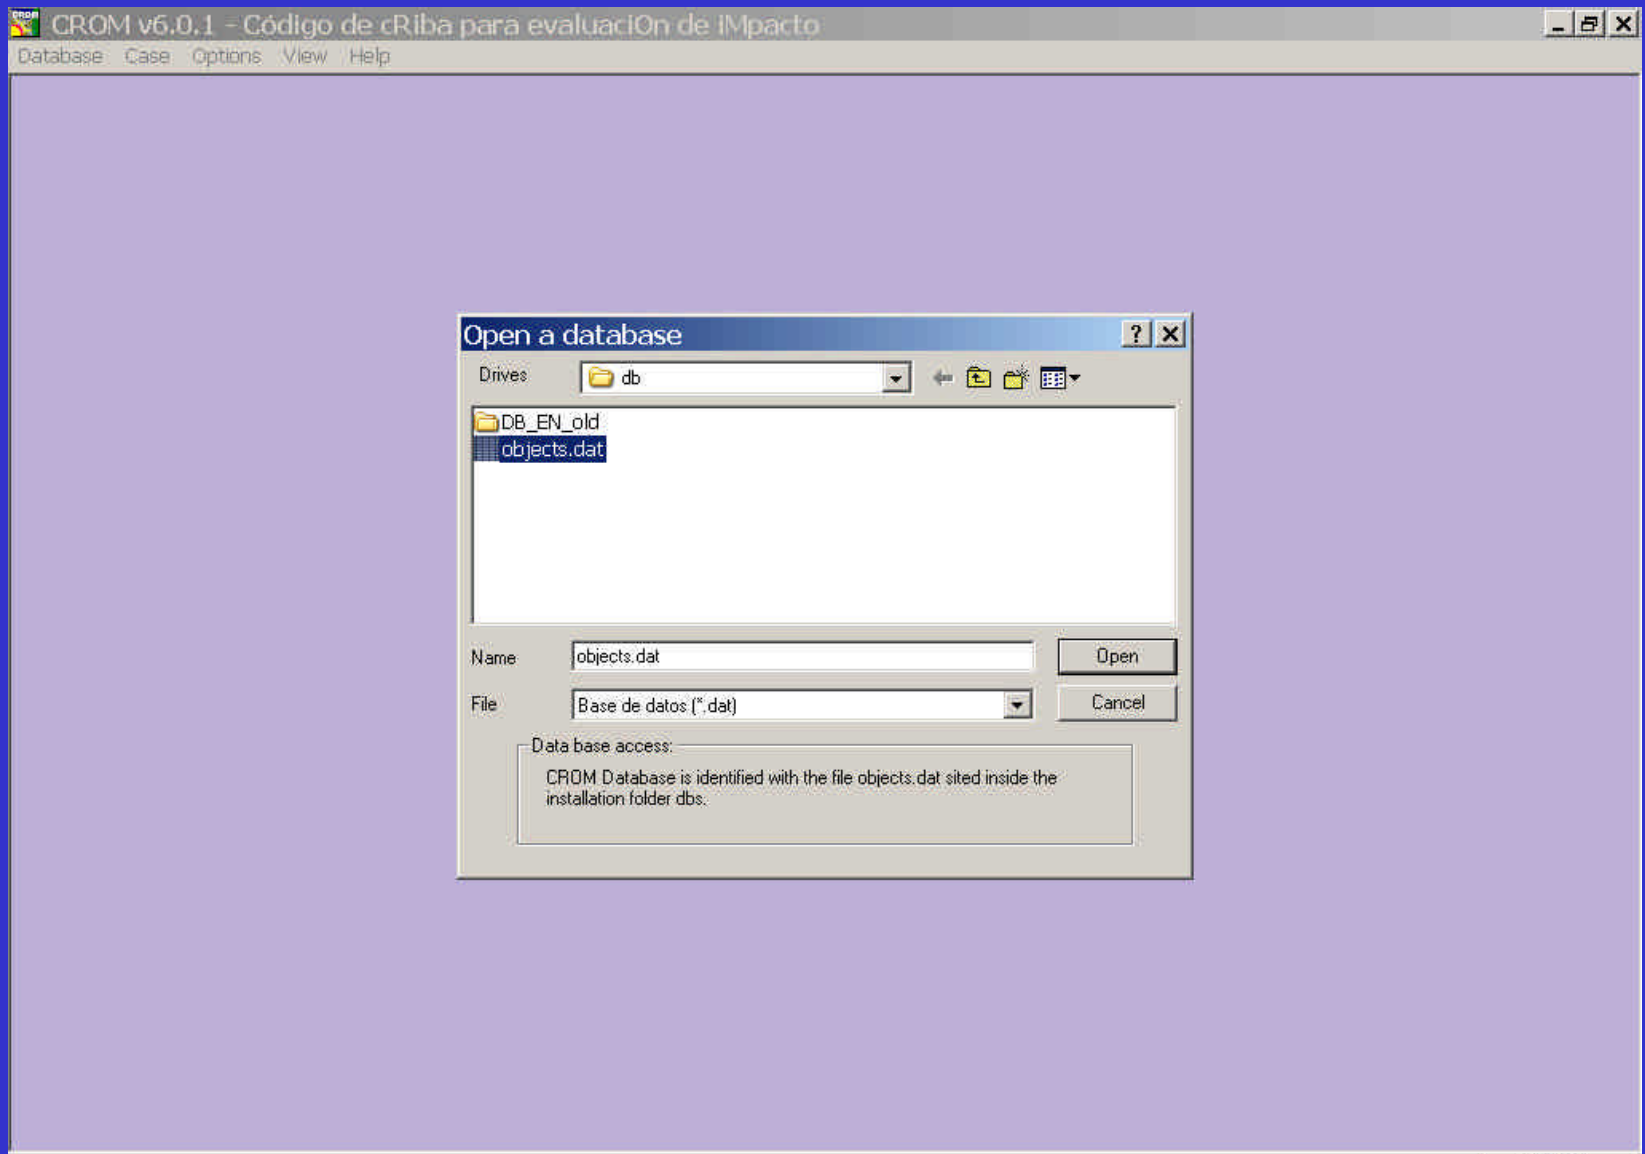 CROM v6.0.1 - Código de cRiba para evaluaciOn de iMpacto
Database Case Options View Help
Open a database
Drives db
DB_EN_old
objects.dat
Name objects.dat Open
File Base de datos (*.dat) Cancel
Data base access:
CROM Database is identified with the file objects.dat sited inside the
installation folder dbs.